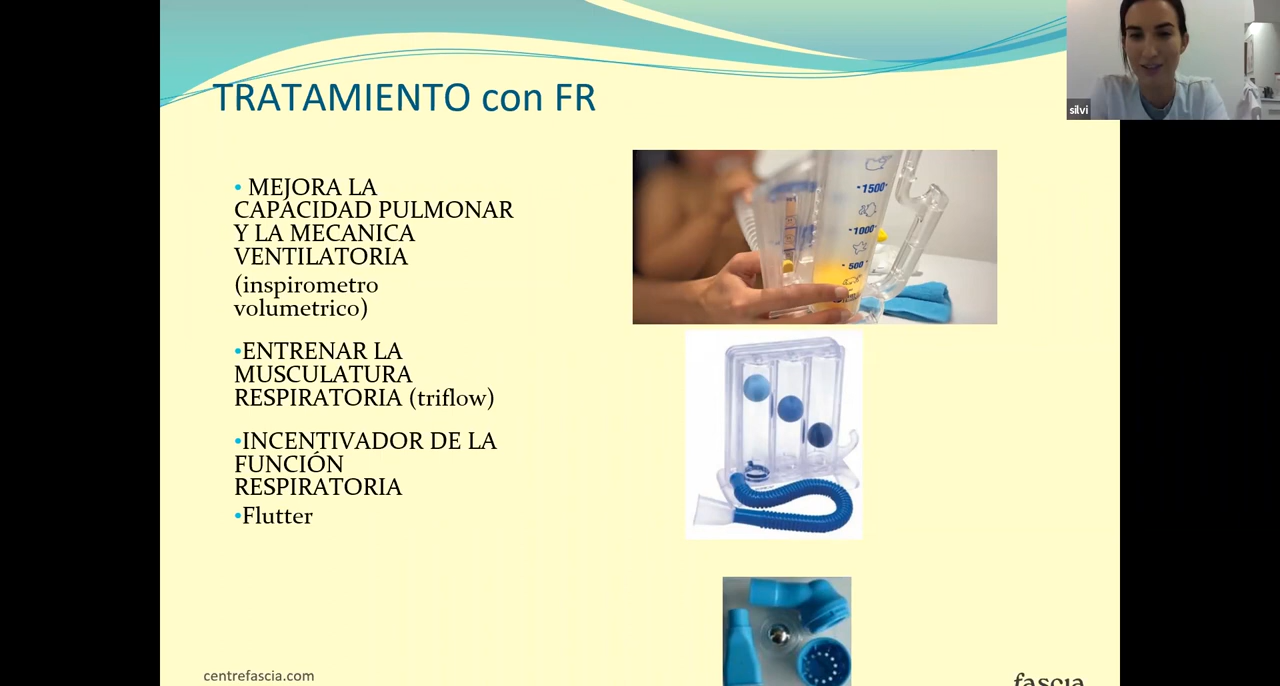 silvi
TRATAMIENTO con FR
• MEJORA LA
CAPACIDAD PULMONAR
Y LA MECANICA
VENTILATORIA
(inspirometro
volumetrico)
•ENTRENAR LA
MUSCULATURA
RESPIRATORIA (triflow)
•INCENTIVADOR DE LA
FUNCIÓN
RESPIRATORIA
•Flutter
1500
1000
500
centrefascia.com
fascia